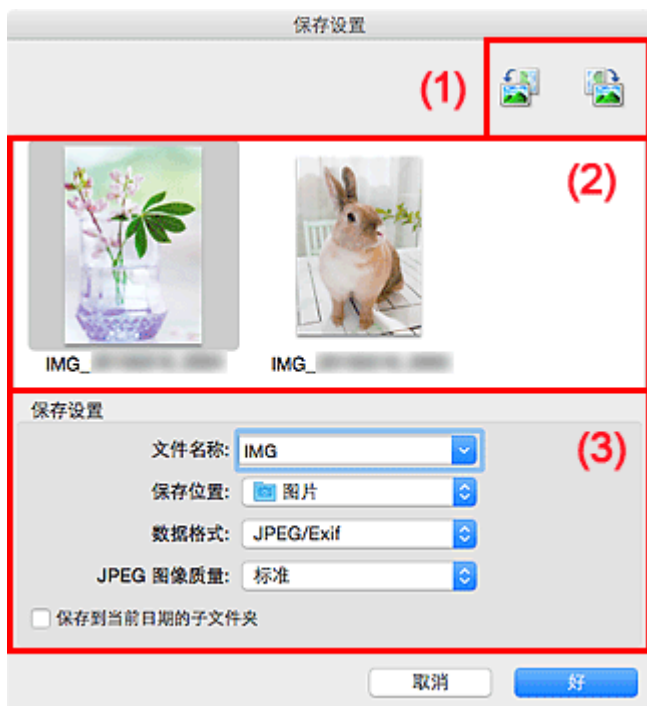 保存设置
(1)
(2)
IMG_
IMG_
保存设置
(3)
文件名称: IMG
保存位置: 图片
数据格式: JPEG/Exif
JPEG 图像质量: 标准
保存到当前日期的子文件夹
取消
好